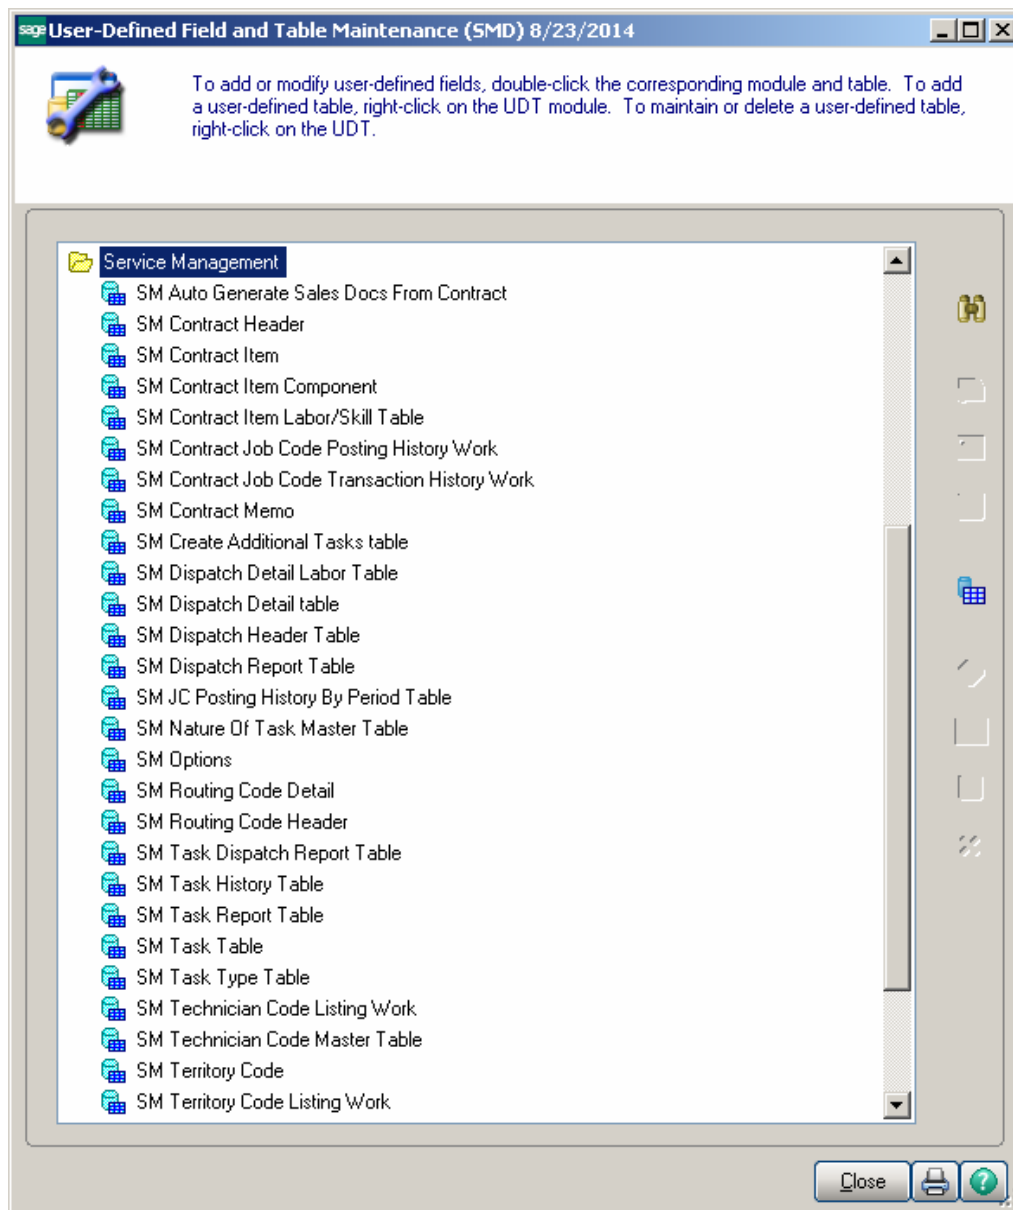 sage User-Defined Field and Table Maintenance (SMD) 8/23/2014
To add or modify user-defined fields, double-click the corresponding module and table. To add
a user-defined table, right-click on the UDT module. To maintain or delete a user-defined table,
right-click on the UDT.
Service Management
SM Auto Generate Sales Docs From Contract
SM Contract Header
SM Contract Item
SM Contract Item Component
SM Contract Item Labor/Skill Table
SM Contract Job Code Posting History Work
SM Contract Job Code Transaction History Work
SM Contract Memo
SM Create Additional Tasks table
SM Dispatch Detail Labor Table
SM Dispatch Detail table
SM Dispatch Header Table
SM Dispatch Report Table
SM JC Posting History By Period Table
SM Nature Of Task Master Table
SM Options
SM Routing Code Detail
SM Routing Code Header
SM Task Dispatch Report Table
SM Task History Table
SM Task Report Table
SM Task Table
SM Task Type Table
SM Technician Code Listing Work
SM Technician Code Master Table
SM Territory Code
SM Territory Code Listing Work
Close